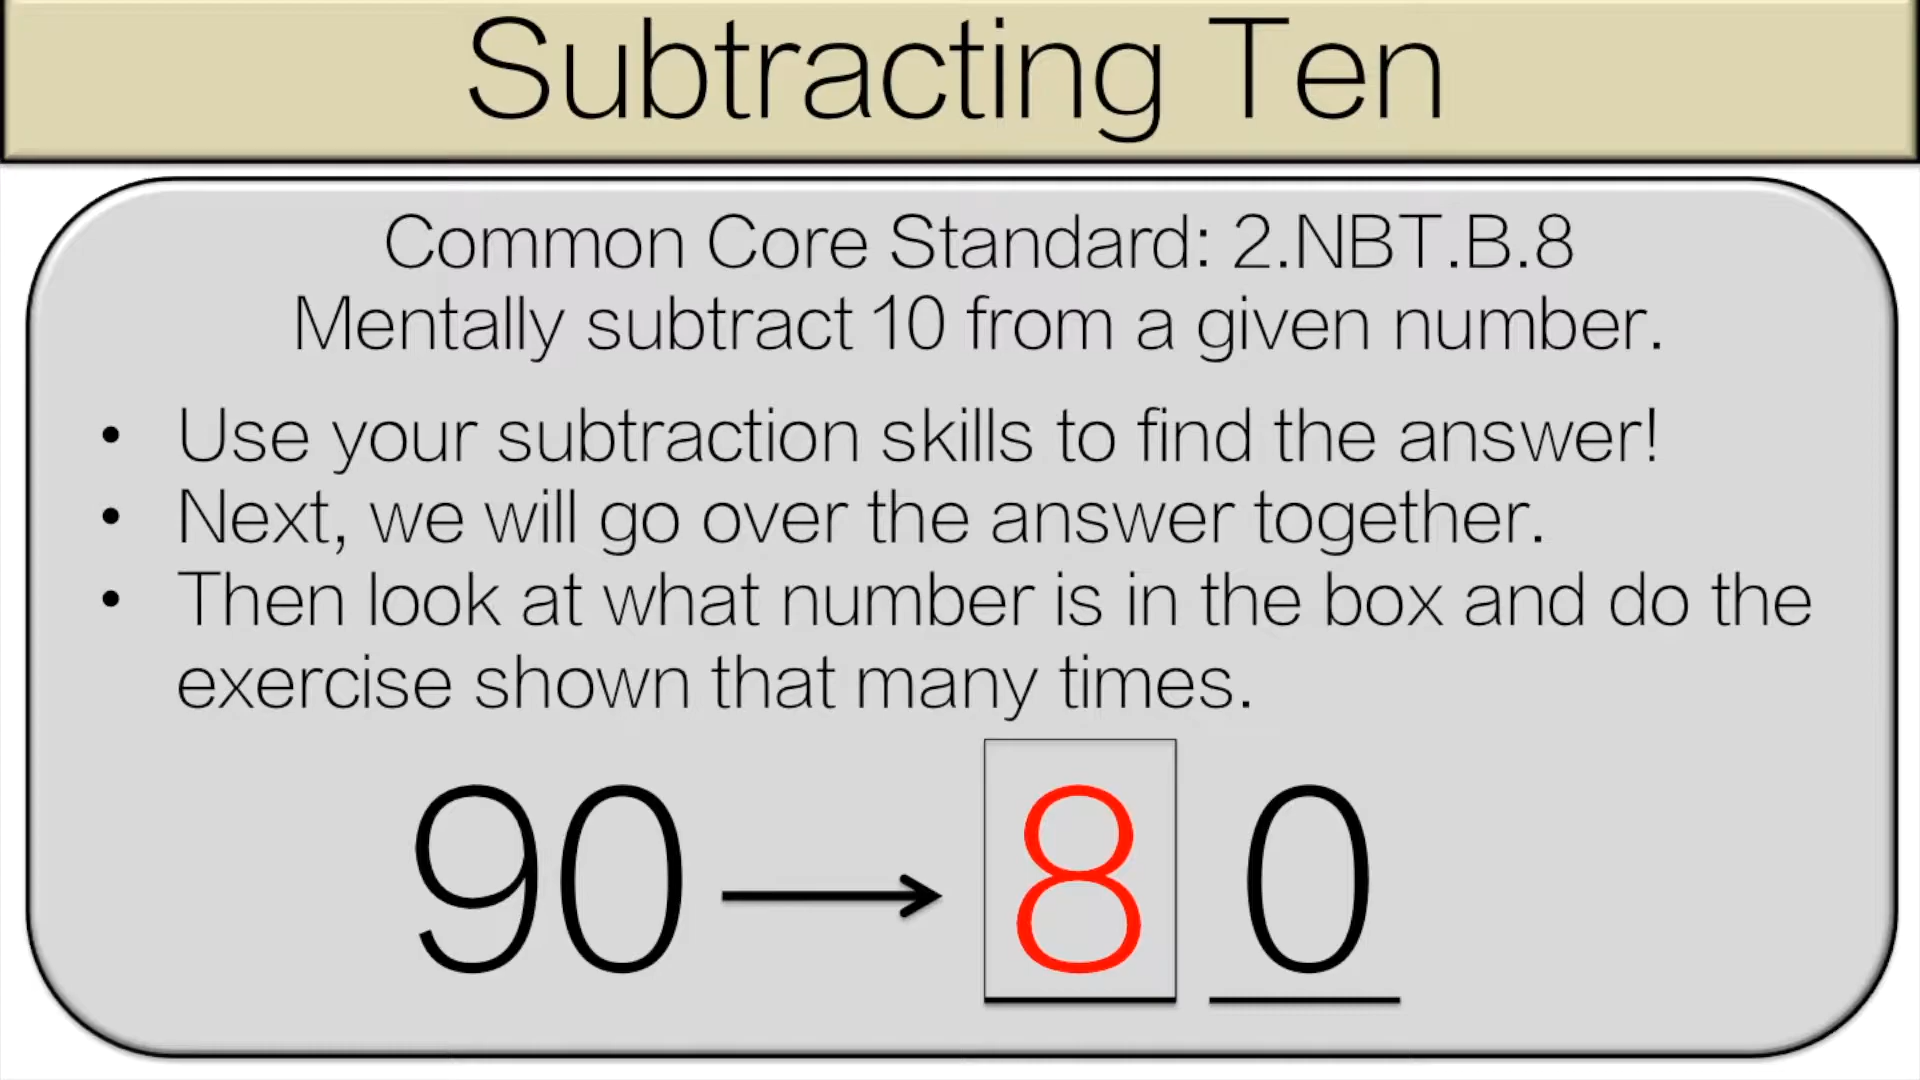 Subtracting Ten
Common Core Standard: 2.NBT.B.8
Mentally subtract 10 from a given number.
• Use your subtraction skills to find the answer!
• Next, we will go over the answer together.
• Then look at what number is in the box and do the
exercise shown that many times.
90 → 8 0